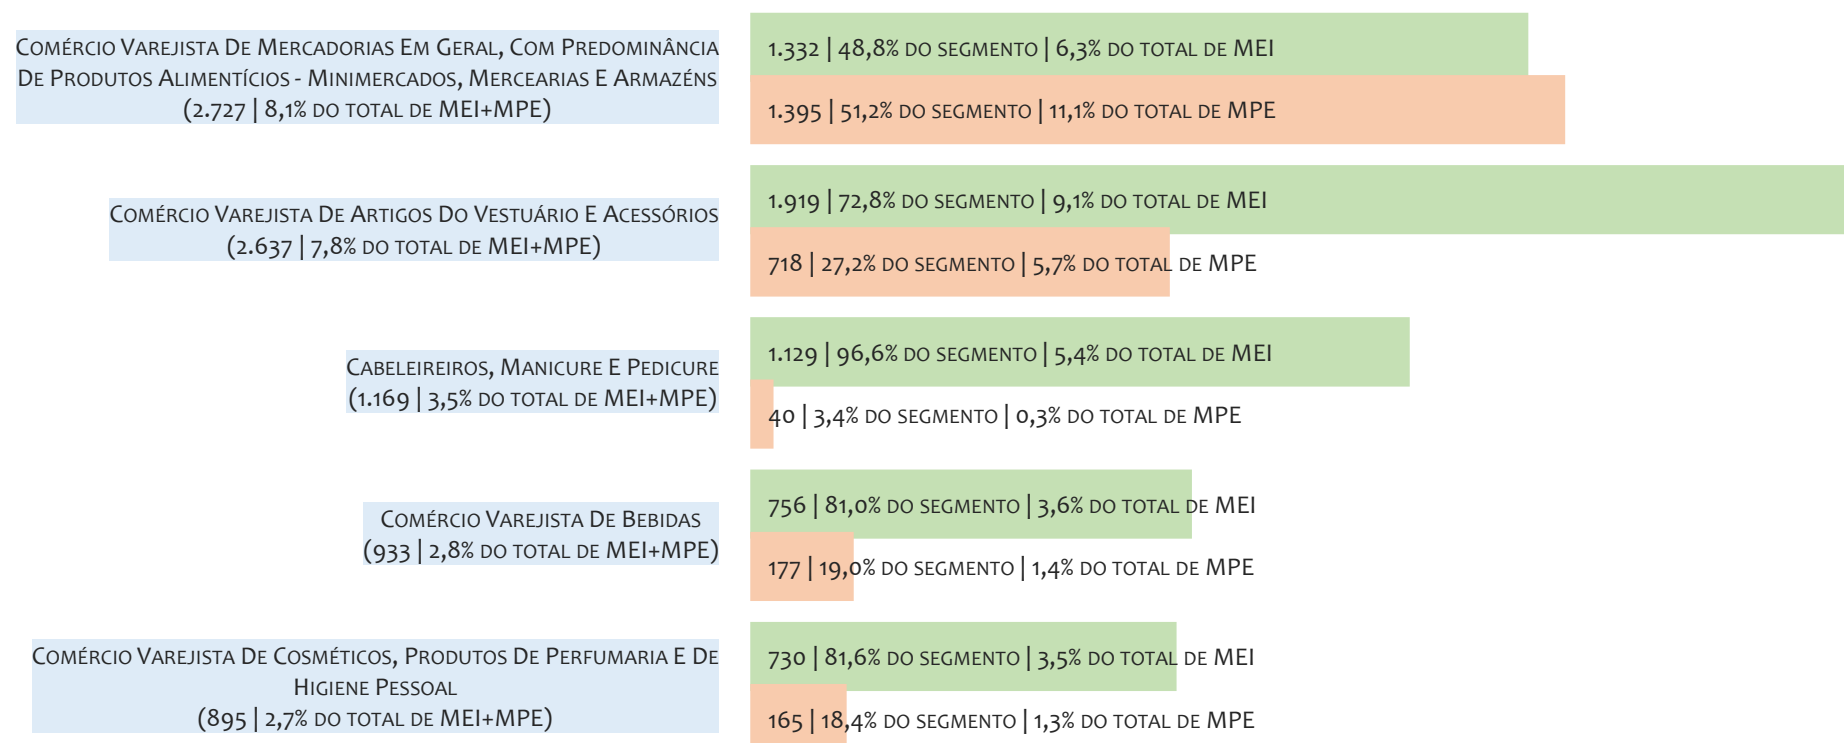 Comércio Varejista De Mercadorias Em Geral, Com Predominância
De Produtos Alimentícios - Minimercados, Mercearias E Armazéns
(2.727 | 8,1% do total de MEI+MPE)
1.332 | 48,8% do segmento | 6,3% do total de MEI
1.395 | 51,2% do segmento | 11,1% do total de MPE
Comércio Varejista De Artigos Do Vestuário E Acessórios
(2.637 | 7,8% do total de MEI+MPE)
1.919 | 72,8% do segmento | 9,1% do total de MEI
718 | 27,2% do segmento | 5,7% do total de MPE
Cabeleireiros, Manicure E Pedicure
(1.169 | 3,5% do total de MEI+MPE)
1.129 | 96,6% do segmento | 5,4% do total de MEI
40 | 3,4% do segmento | 0,3% do total de MPE
Comércio Varejista De Bebidas
(933 | 2,8% do total de MEI+MPE)
756 | 81,0% do segmento | 3,6% do total de MEI
177 | 19,0% do segmento | 1,4% do total de MPE
Comércio Varejista De Cosméticos, Produtos De Perfumaria E De
Higiene Pessoal
(895 | 2,7% do total de MEI+MPE)
730 | 81,6% do segmento | 3,5% do total de MEI
165 | 18,4% do segmento | 1,3% do total de MPE